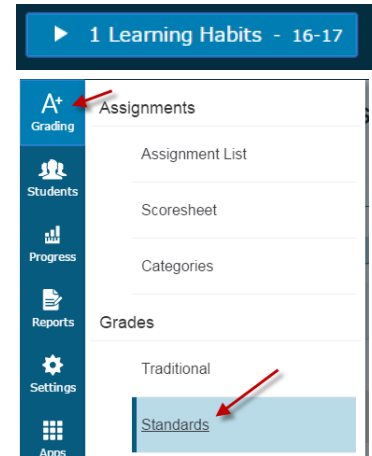 1 Learning Habits - 16-17
A+
Grading
Students
Progress
Reports
Settings
Apps
Assignments
Assignment List
Scoresheet
Categories
Grades
Traditional
Standards